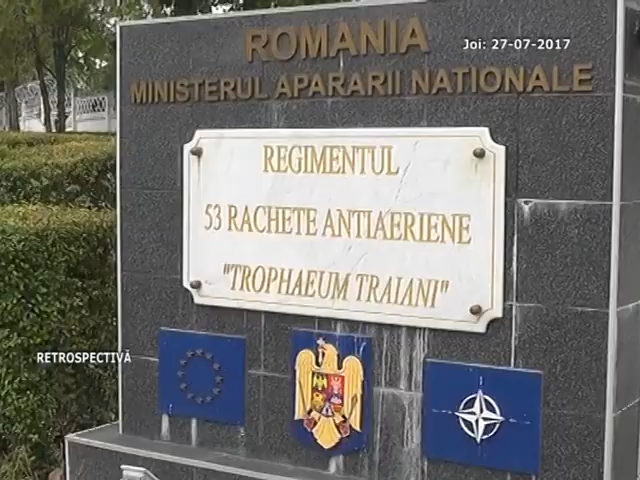 ROMANIA
Joi: 27-07-2017
MINISTERUL APARARII NATIONALE
REGIMENTUL
53 RACHETE ANTIAERIENE
"TROPHAEUM TRAIANI"
RETROSPECTIVĂ